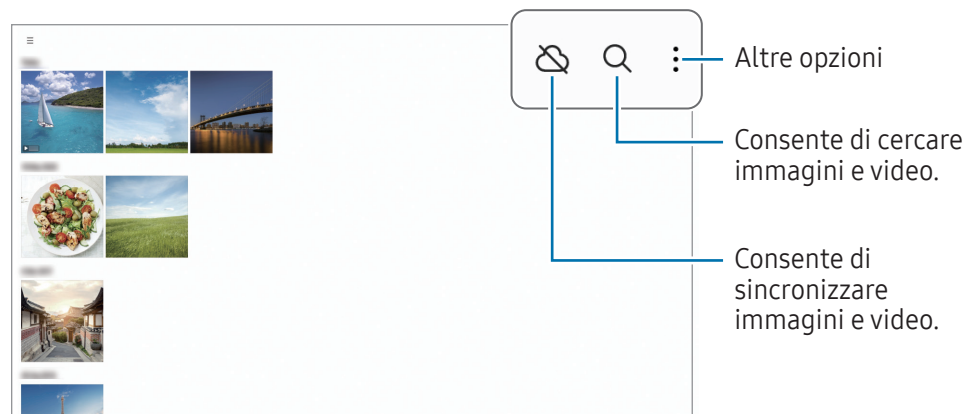 Altre opzioni
Consente di cercare
immagini e video.
Consente di
sincronizzare
immagini e video.